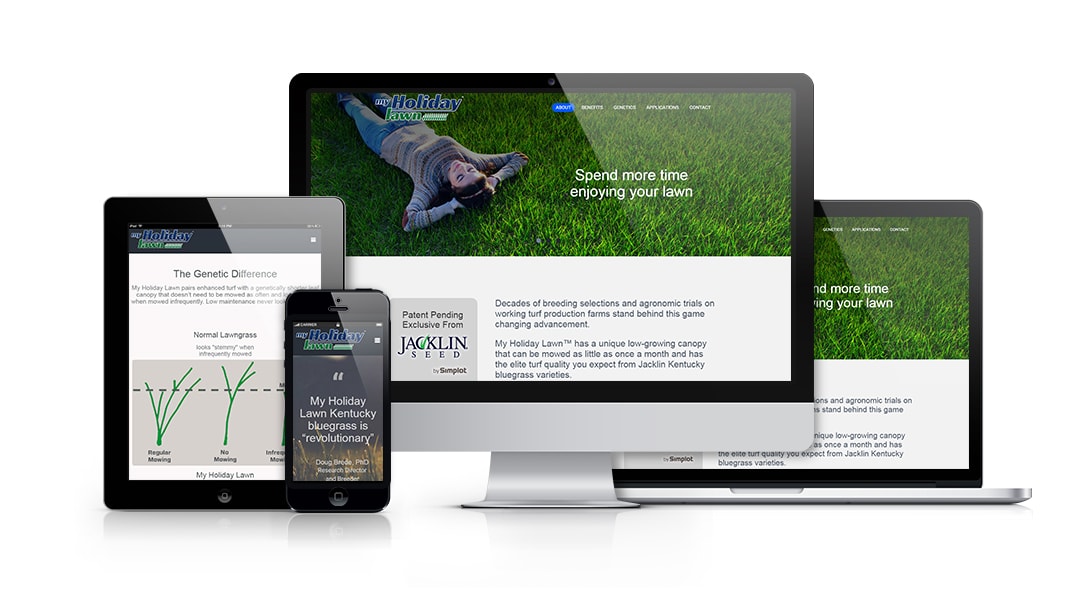 my Holiday
lawn
ABOUT BENEFITS GENETICS APPLICATIONS CONTACT
Spend more time
enjoying your lawn
Patent Pending
Exclusive From
JACKLIN
SEED
by Simplot
Decades of breeding selections and agronomic trials on
working turf production farms stand behind this game
changing advancement.
My Holiday Lawn™ has a unique low-growing canopy
that can be mowed as little as once a month and has
the elite turf quality you expect from Jacklin Kentucky
bluegrass varieties.
iPad
my Holiday
lawn
The Genetic Difference
My Holiday Lawn pairs enhanced turf with a genetically shorter leaf
canopy that doesn't need to be mowed as often and
when mowed infrequently. Low maintenance never
Normal Lawngrass
looks "stemmy" when
infrequently mowed
Regular
Mowing
No
Mowing
Mowing
My Holiday Lawn
CARRIER
my Holiday
lawn
“
My Holiday
Lawn Kentucky
bluegrass is
“revolutionary”
Doug Brede, PhD
Research Director
and Breeder
GENETICS APPLICATIONS CONTACT
nd more time
ying your lawn
ons and agronomic trials on
ms stand behind this game
nique low-growing canopy
as once a month and has
the elite turf quality you expect from Jacklin Kentucky
bluegrass varieties.
by Simplot